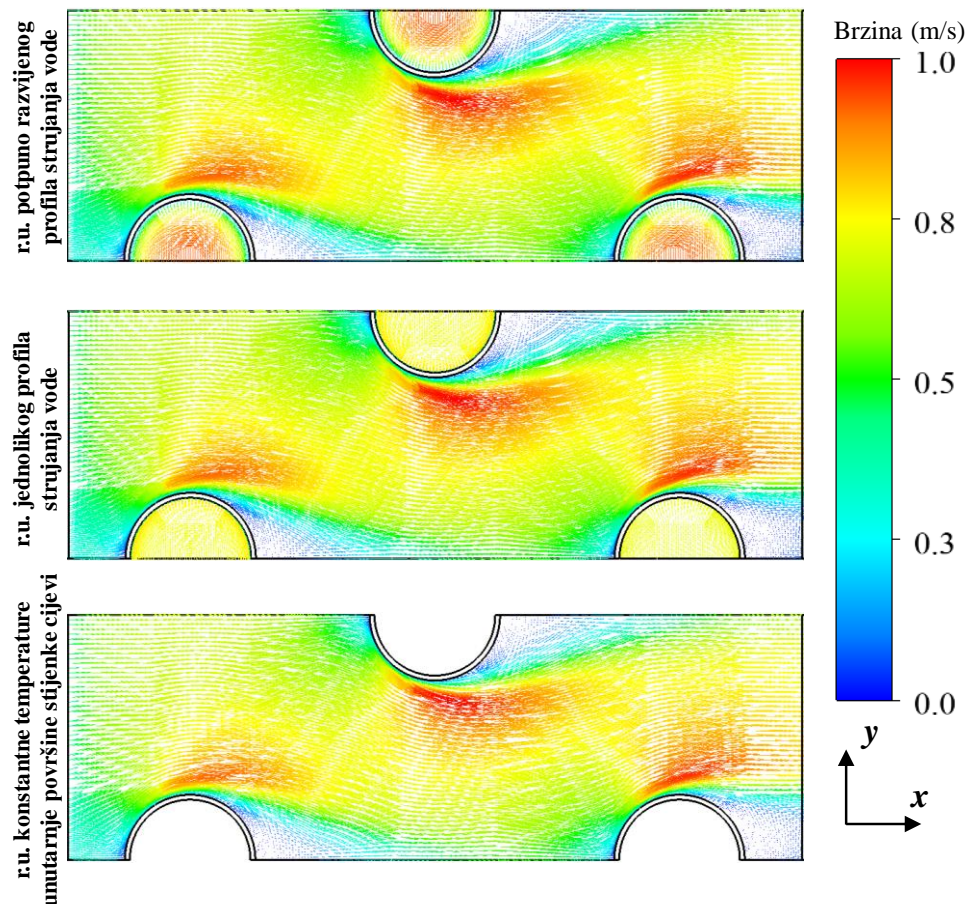 r.u. potpuno razvijenog
profila strujanja vode
r.u. jednolikog profila
strujanja vode
r.u. konstantne temperature
unutarnje površine stijenke cijevi
Brzina (m/s)
1.0
0.8
0.5
0.3
0.0
y
x